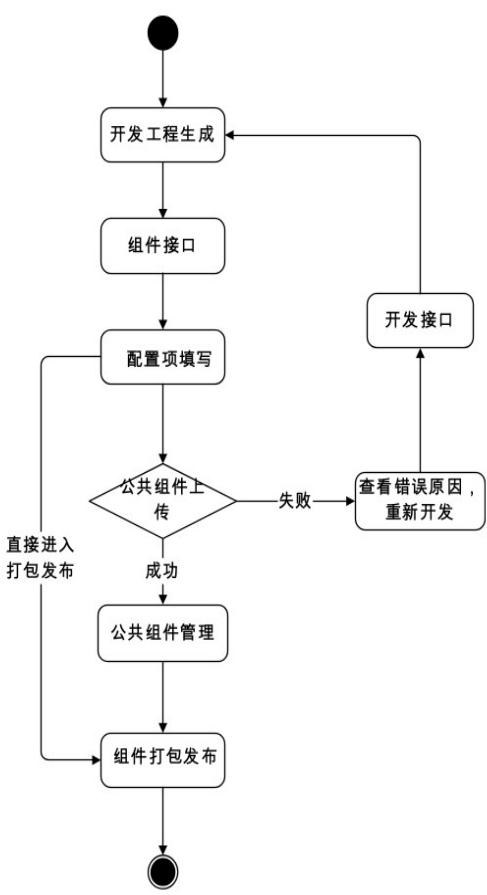 开发工程生成
组件接口
开发接口
配置项填写
公共组件上
传
失败
查看错误原因，
重新开发
直接进入
打包发布
成功
公共组件管理
组件打包发布